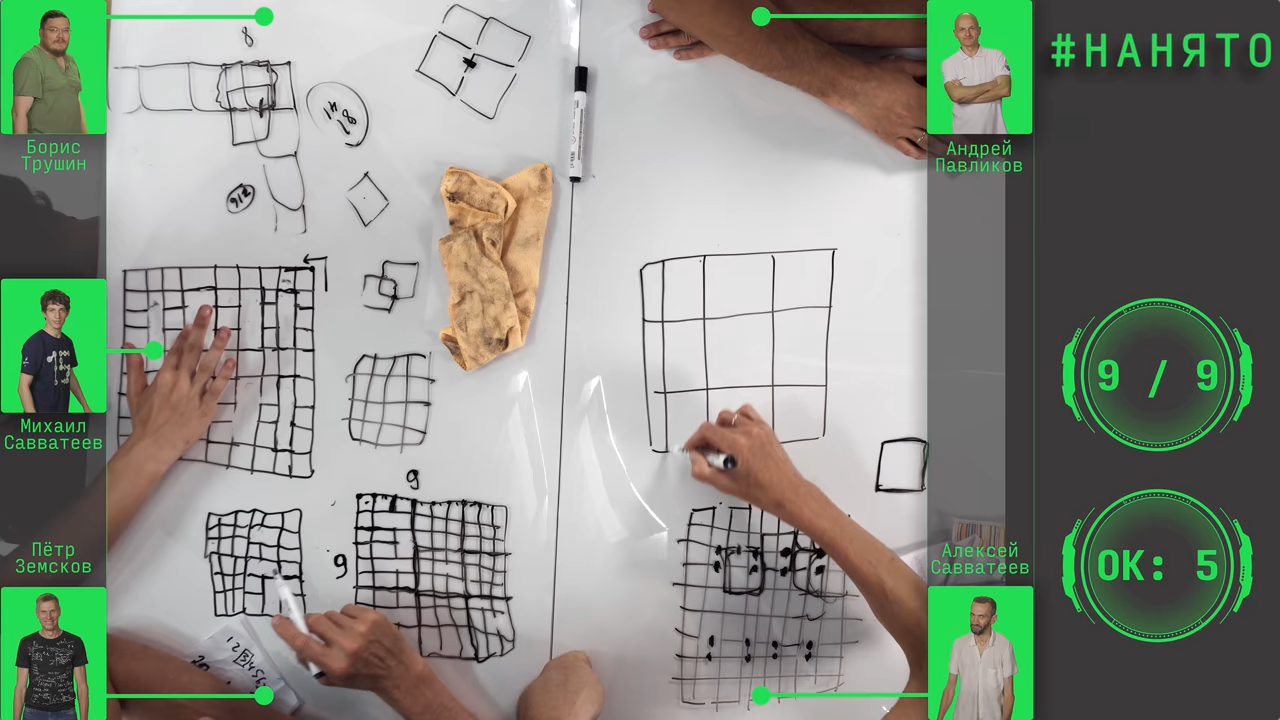 #НАНЯТО
Борис
Трушин
Андрей
Павликов
Михаил
Савватеев
Пётр
Земсков
Алексей
Савватеев
9 / 9
ОК: 5
8
9
9